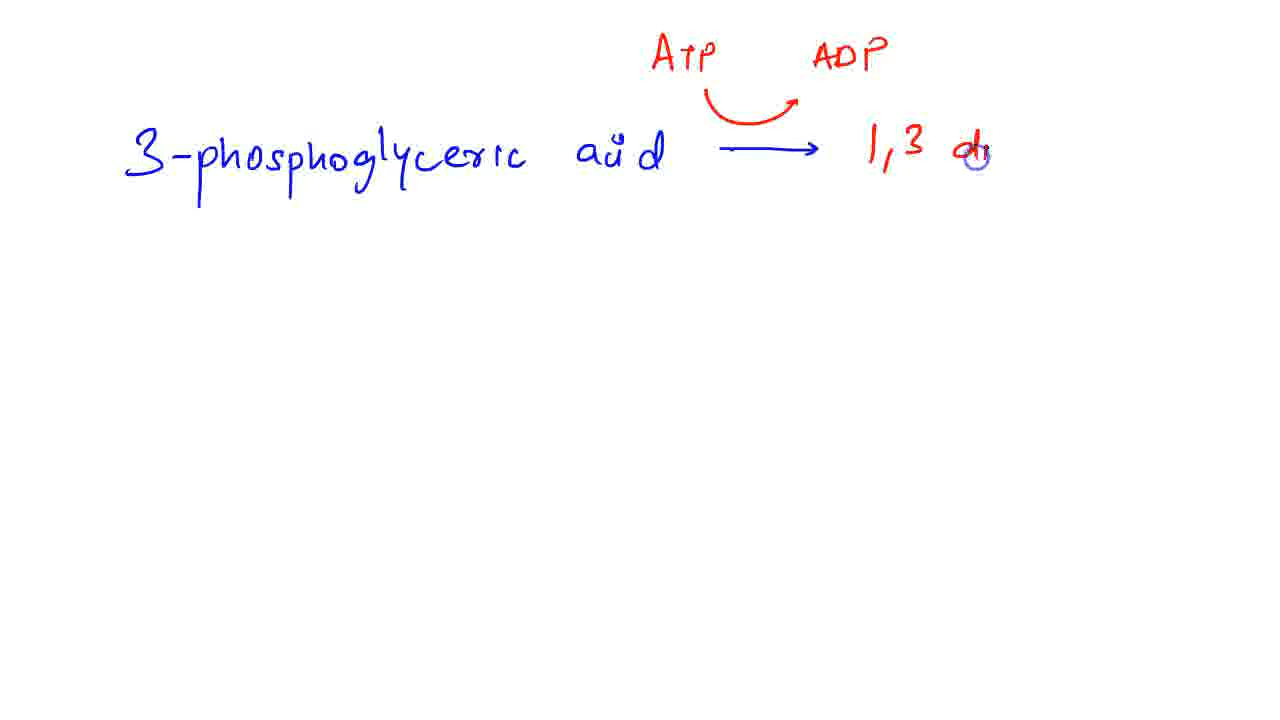 ATP ADP
3-phosphoglyceric acid → 1,3 di